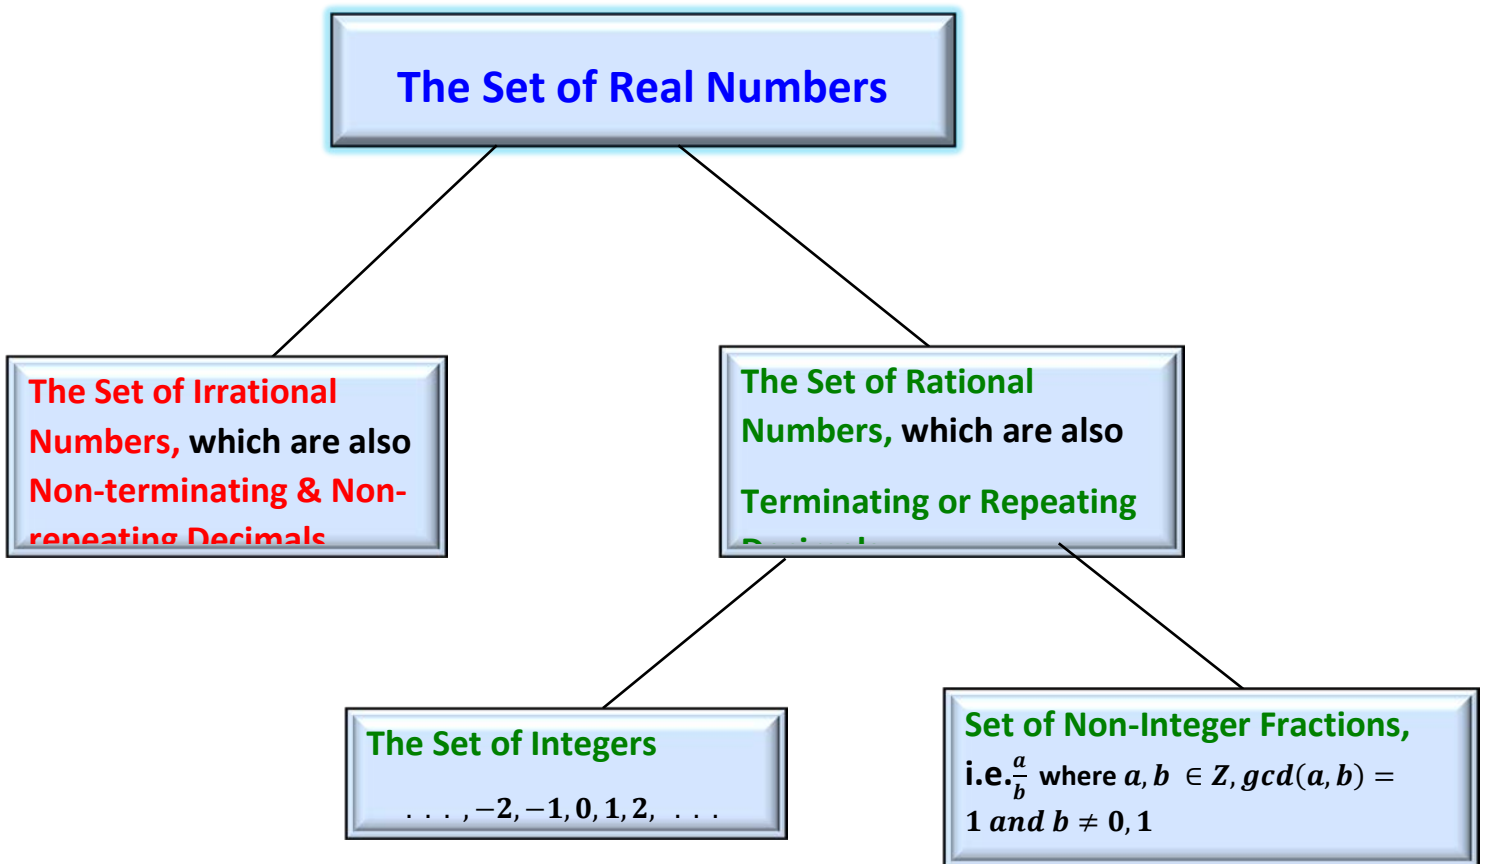 The Set of Real Numbers
The Set of Irrational
Numbers, which are also
Non-terminating & Non-
repeating Decimals
The Set of Rational
Numbers, which are also
Terminating or Repeating
The Set of Integers
. . . , −2, −1, 0, 1, 2, . . .
Set of Non-Integer Fractions,
i.e. a/b where a, b ∈ Z, gcd(a, b) =
1 and b ≠ 0, 1